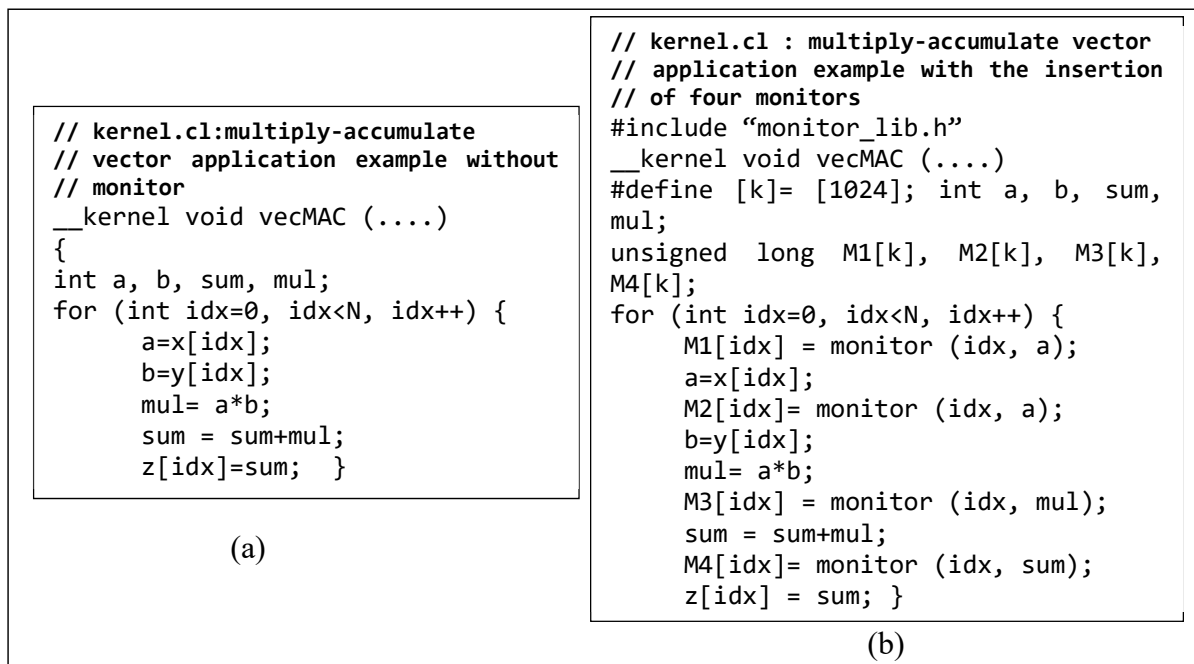 // kernel.cl:multiply-accumulate
// vector application example without
// monitor
__kernel void vecMAC (....)
{
int a, b, sum, mul;
for (int idx=0, idx<N, idx++) {
a=x[idx];
b=y[idx];
mul= a*b;
sum = sum+mul;
z[idx]=sum; }
(a)
// kernel.cl : multiply-accumulate vector
// application example with the insertion
// of four monitors
#include “monitor_lib.h”
__kernel void vecMAC (....)
#define [k]= [1024]; int a, b, sum,
mul;
unsigned long M1[k], M2[k], M3[k],
M4[k];
for (int idx=0, idx<N, idx++) {
M1[idx] = monitor (idx, a);
a=x[idx];
M2[idx]= monitor (idx, a);
b=y[idx];
mul= a*b;
M3[idx] = monitor (idx, mul);
sum = sum+mul;
M4[idx]= monitor (idx, sum);
z[idx] = sum; }
(b)